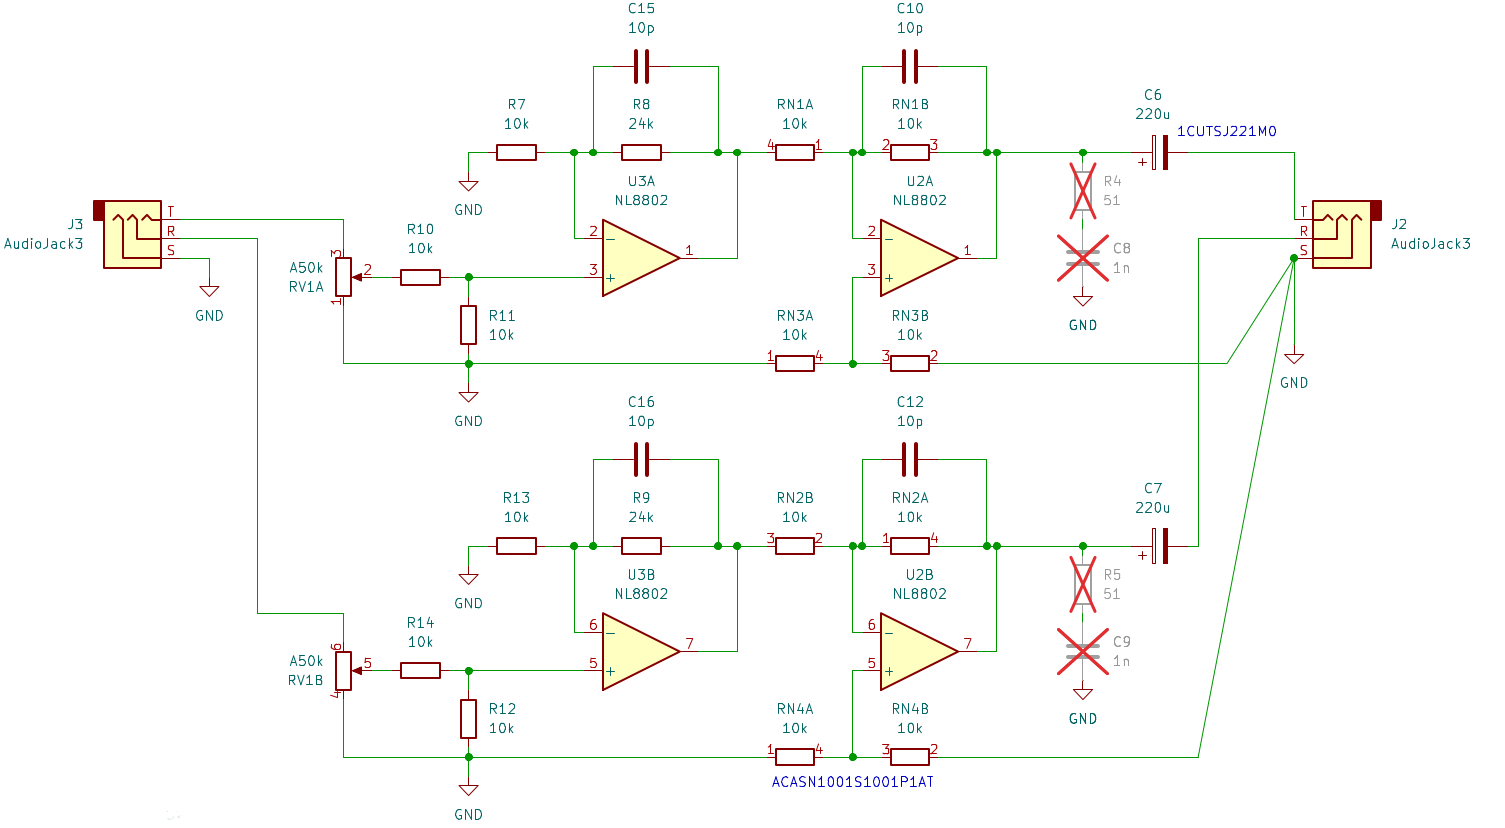 C15
10p
C10
10p
R7
10k
R8
24k
RN1A
10k
RN1B
10k
C6
220u
1CUTSJ221M0
4 1
2 3
+
U3A
NL8802
U2A
NL8802
R4
51
J3
AudioJack3
T
R
S
GND
GND
R10
10k
A50k
RV1A
3
2
1
2
3
1
−
+
2
3
1
−
+
C8
1n
GND
T
R
S
J2
AudioJack3
R11
10k
RN3A
10k
RN3B
10k
1 4
3 2
GND
GND
C16
10p
C12
10p
R13
10k
R9
24k
RN2B
10k
RN2A
10k
C7
220u
3 2
1 4
+
U3B
NL8802
U2B
NL8802
R5
51
GND
R14
10k
A50k
RV1B
6
5
4
6
5
7
−
+
6
5
7
−
+
C9
1n
GND
R12
10k
RN4A
10k
RN4B
10k
1 4
3 2
ACASN1001S1001P1AT
GND